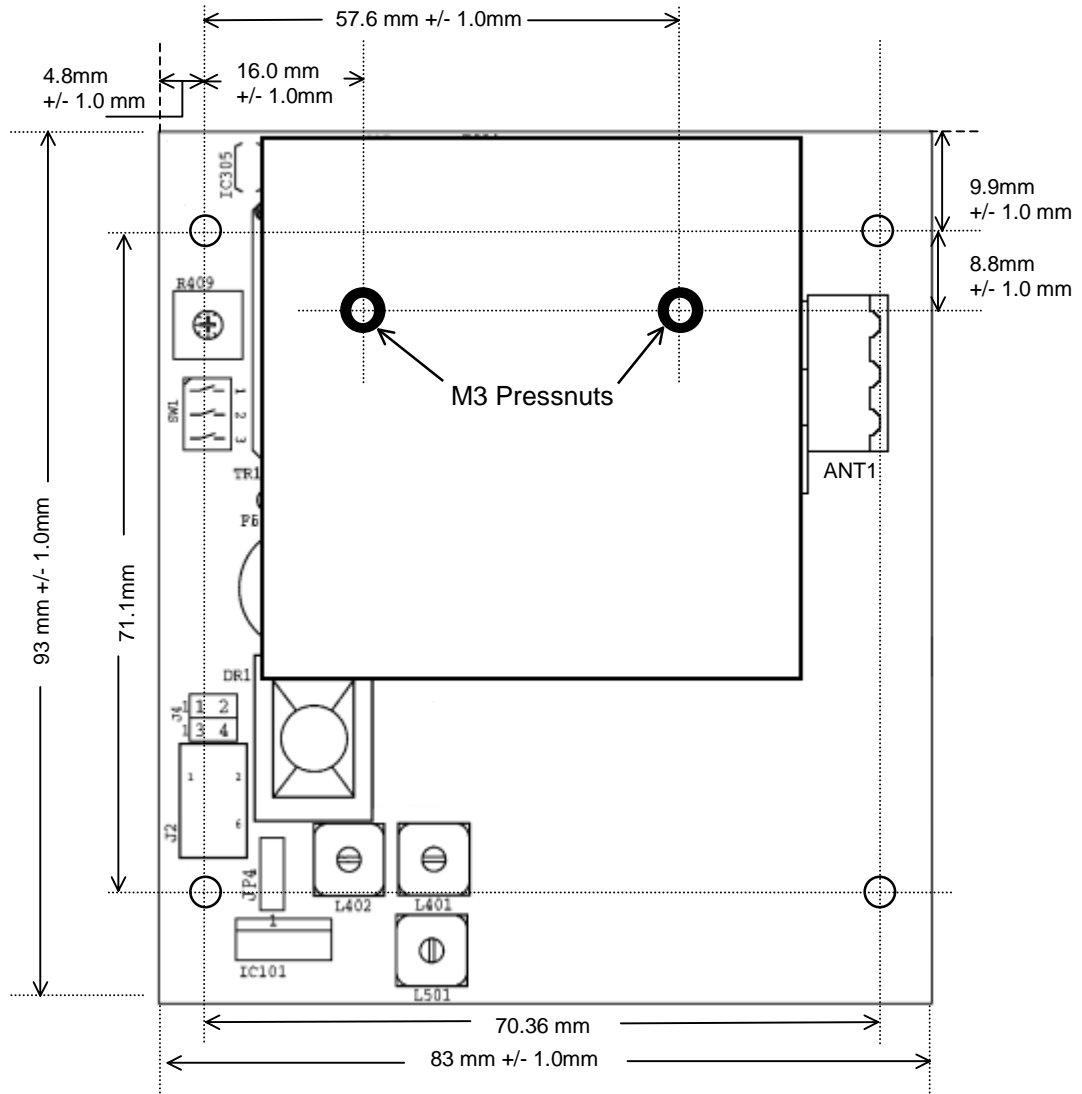 57.6 mm +/- 1.0mm
4.8mm
+/- 1.0 mm
16.0 mm
+/- 1.0mm
IC305
9.9mm
+/- 1.0 mm
8.8mm
+/- 1.0 mm
R409
M3 Pressnuts
SW1
1
2
3
ANT1
TR1
93 mm +/- 1.0mm
71.1mm
DR1
J4
1 1 2
1 3 4
1 2
6
J2
JP4
1
L402
L401
IC101
L501
70.36 mm
83 mm +/- 1.0mm